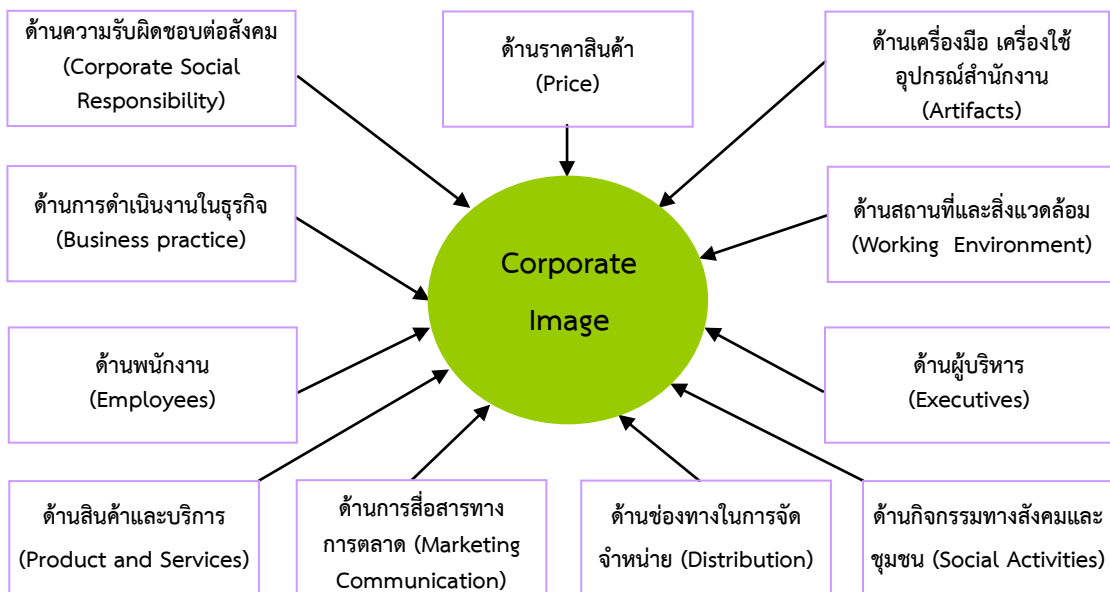 ด้านความรับผิดชอบต่อสังคม
(Corporate Social
Responsibility)
ด้านราคาสินค้า
(Price)
ด้านเครื่องมือ เครื่องใช้
อุปกรณ์สำนักงาน
(Artifacts)
ด้านการดำเนินงานในธุรกิจ
(Business practice)
Corporate
Image
ด้านสถานที่และสิ่งแวดล้อม
(Working Environment)
ด้านพนักงาน
(Employees)
ด้านผู้บริหาร
(Executives)
ด้านสินค้าและบริการ
(Product and Services)
ด้านการสื่อสารทาง
การตลาด (Marketing
Communication)
ด้านช่องทางในการจัด
จำหน่าย (Distribution)
ด้านกิจกรรมทางสังคมและ
ชุมชน (Social Activities)